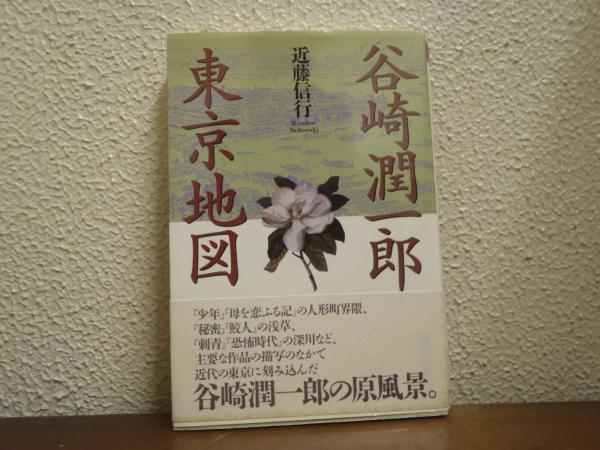 谷崎潤一郎
東京地図
近藤信行
Kondou
Nobuyuki
『少年』『母を恋ふる記』の人形町界隈、
『秘密』『鮫人』の浅草、
『刺青』『恐怖時代』の深川など、
主要な作品の描写のなかで
近代の東京に刻み込んだ
谷崎潤一郎の原風景。